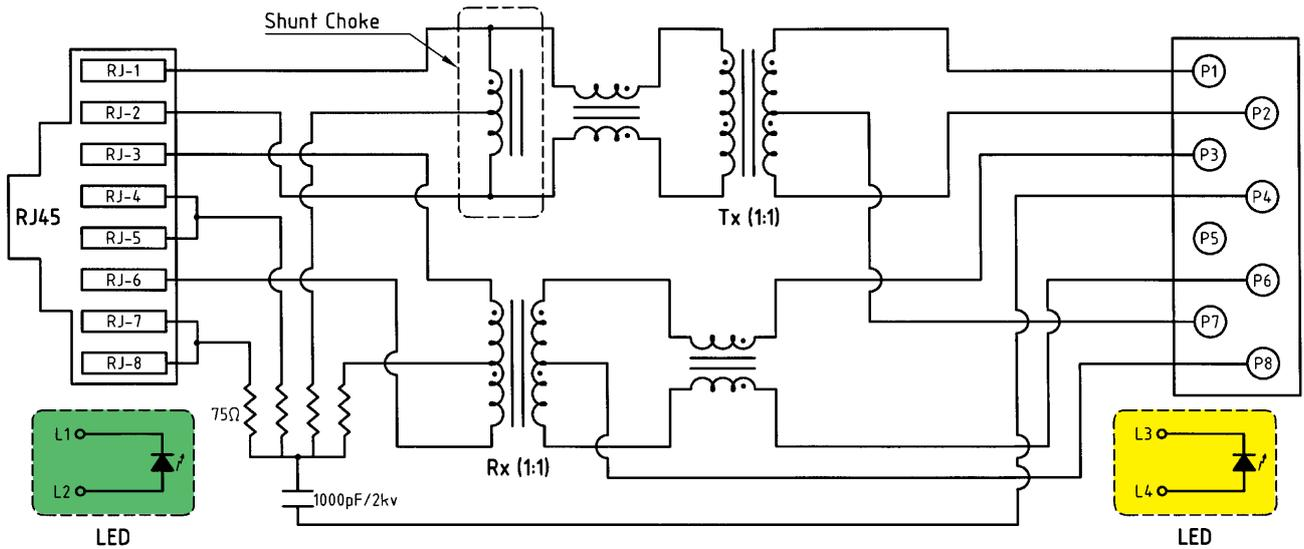 Shunt Choke
RJ-1
RJ-2
RJ-3
RJ-4
RJ-5
RJ-6
RJ-7
RJ-8
RJ45
75Ω
1000pF/2kv
Tx (1:1)
Rx (1:1)
P1
P2
P3
P4
P5
P6
P7
P8
L1
L2
LED
L3
L4
LED